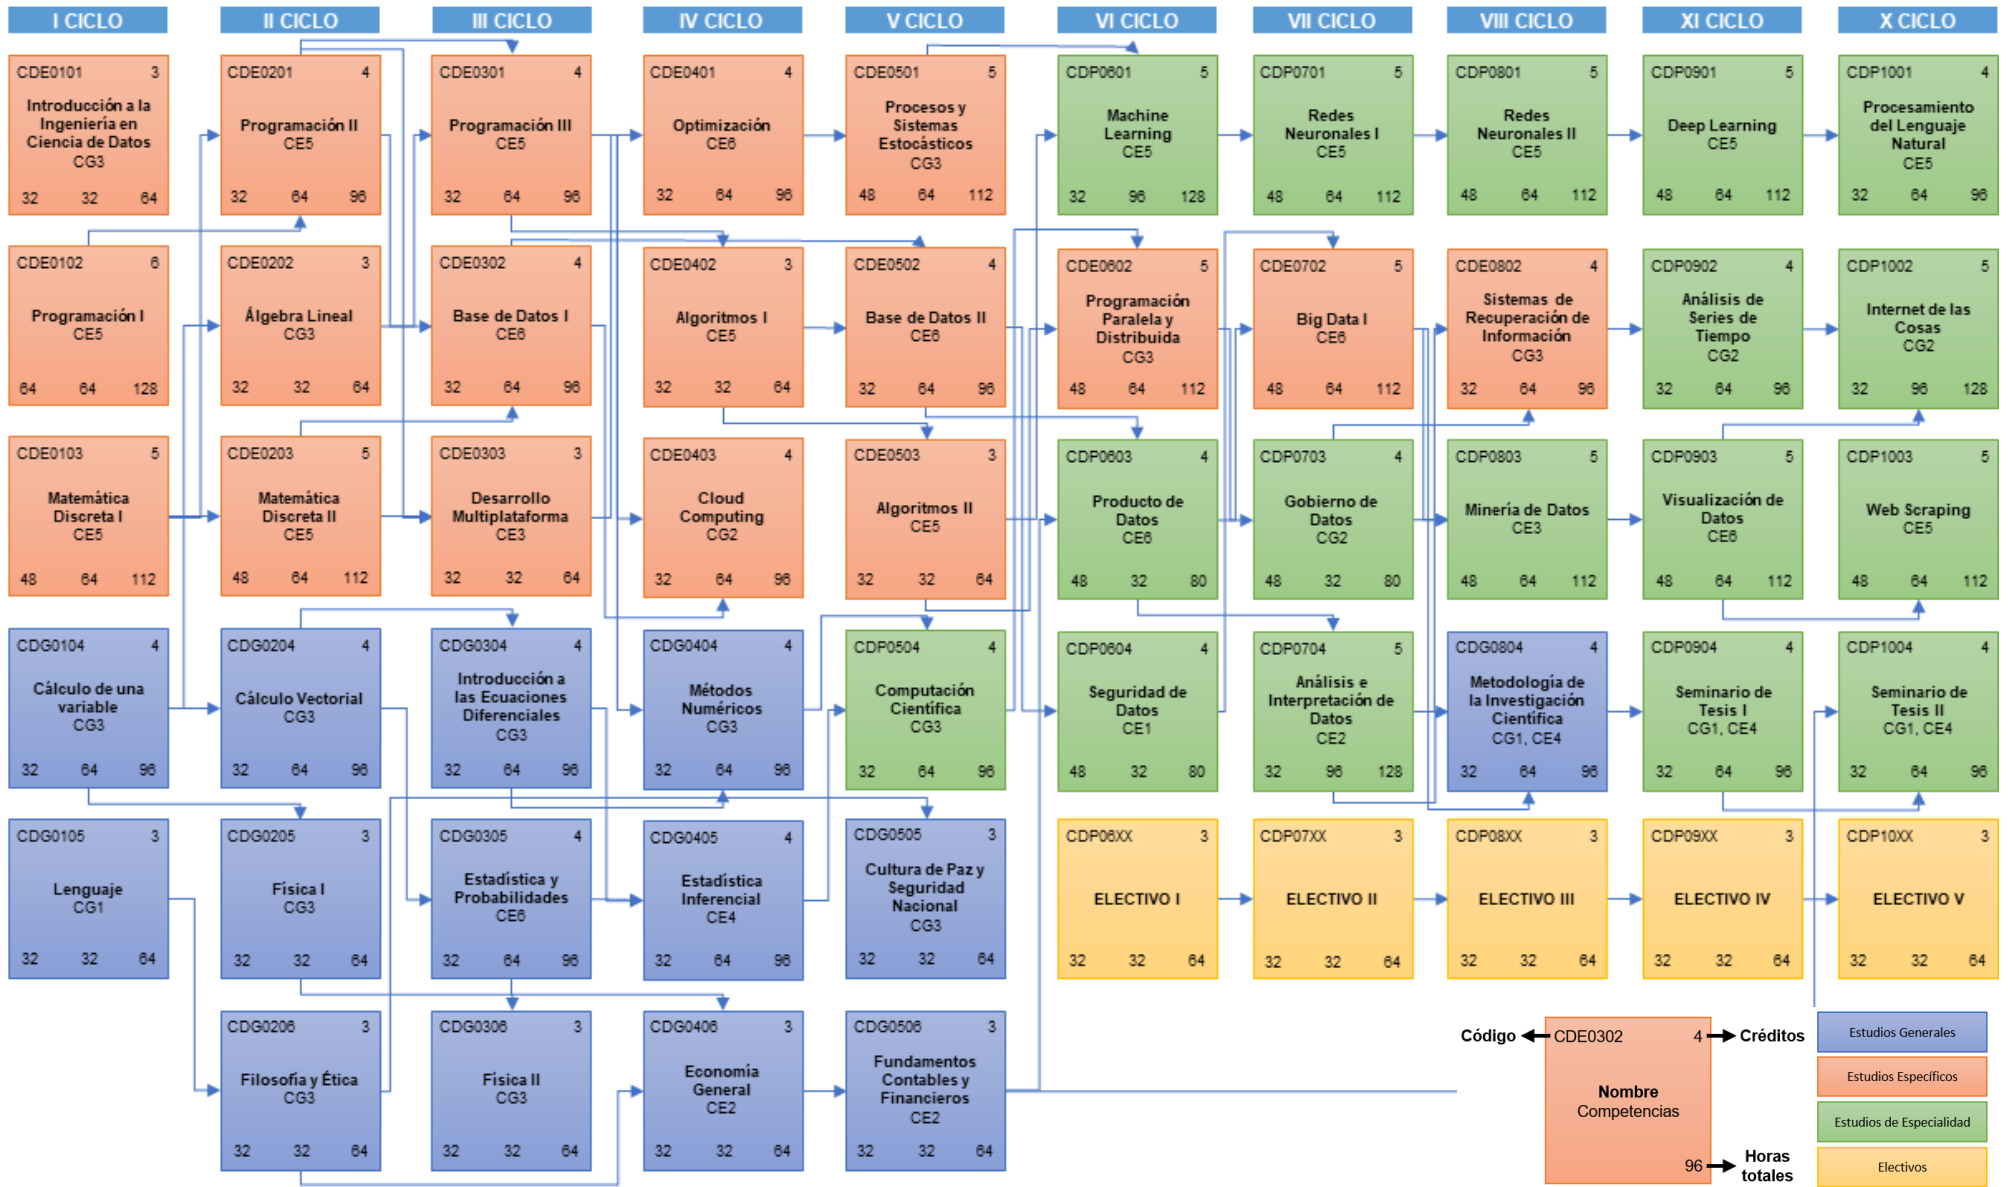 I CICLO
II CICLO
III CICLO
IV CICLO
V CICLO
VI CICLO
VII CICLO
VIII CICLO
XI CICLO
X CICLO
CDE0101 3
Introducción a la
Ingeniería en
Ciencia de Datos
CG3
32 32 64
CDE0201 4
Programación II
CE5
32 64 96
CDE0301 4
Programación III
CE5
32 64 96
CDE0401 4
Optimización
CE6
32 64 96
CDE0501 5
Procesos y
Sistemas
Estocásticos
CG3
48 64 112
CDP0601 5
Machine
Learning
CE5
32 96 128
CDP0701 5
Redes
Neuronales I
CE5
48 64 112
CDP0801 5
Redes
Neuronales II
CE5
48 64 112
CDP0901 5
Deep Learning
CE5
48 64 112
CDP1001 4
Procesamiento
del Lenguaje
Natural
CE5
32 64 96
CDE0102 6
Programación I
CE5
64 64 128
CDE0202 3
Álgebra Lineal
CG3
32 32 64
CDE0302 4
Base de Datos I
CE6
32 64 96
CDE0402 3
Algoritmos I
CE5
32 32 64
CDE0502 4
Base de Datos II
CE6
32 64 96
CDE0602 5
Programación
Paralela y
Distribuida
CG3
48 64 112
CDE0702 5
Big Data I
CE6
48 64 112
CDE0802 4
Sistemas de
Recuperación de
Información
CG3
32 64 96
CDP0902 4
Análisis de
Series de
Tiempo
CG2
32 64 96
CDP1002 5
Internet de las
Cosas
CG2
32 96 128
CDE0103 5
Matemática
Discreta I
CE5
48 64 112
CDE0203 5
Matemática
Discreta II
CE5
48 64 112
CDE0303 3
Desarrollo
Multiplataforma
CE3
32 32 64
CDE0403 4
Cloud
Computing
CG2
32 64 96
CDE0503 3
Algoritmos II
CE5
32 32 64
CDP0603 4
Producto de
Datos
CE6
48 32 80
CDP0703 4
Gobierno de
Datos
CG2
48 32 80
CDP0803 5
Minería de Datos
CE3
48 64 112
CDP0903 5
Visualización de
Datos
CE6
48 64 112
CDP1003 5
Web Scraping
CE5
48 64 112
CDG0104 4
Cálculo de una
variable
CG3
32 64 96
CDG0204 4
Cálculo Vectorial
CG3
32 64 96
CDG0304 4
Introducción a
las Ecuaciones
Diferenciales
CG3
32 64 96
CDG0404 4
Métodos
Numéricos
CG3
32 64 96
CDP0504 4
Computación
Científica
CG3
32 64 96
CDP0604 4
Seguridad de
Datos
CE1
48 32 80
CDP0704 5
Análisis e
Interpretación de
Datos
CE2
32 96 128
CDG0804 4
Metodología de
la Investigación
Científica
CG1, CE4
32 64 96
CDP0904 4
Seminario de
Tesis I
CG1, CE4
32 64 96
CDP1004 4
Seminario de
Tesis II
CG1, CE4
32 64 96
CDG0105 3
Lenguaje
CG1
32 32 64
CDG0205 3
Física I
CG3
32 32 64
CDG0305 4
Estadística y
Probabilidades
CE6
32 64 96
CDG0405 4
Estadística
Inferencial
CE4
32 64 96
CDG0505 3
Cultura de Paz y
Seguridad
Nacional
CG3
32 32 64
CDP06XX 3
ELECTIVO I
32 32 64
CDP07XX 3
ELECTIVO II
32 32 64
CDP08XX 3
ELECTIVO III
32 32 64
CDP09XX 3
ELECTIVO IV
32 32 64
CDP10XX 3
ELECTIVO V
32 32 64
CDG0206 3
Filosofía y Ética
CG3
32 32 64
CDG0306 3
Física II
CG3
32 32 64
CDG0406 3
Economía
General
CE2
32 32 64
CDG0506 3
Fundamentos
Contables y
Financieros
CE2
32 32 64
Código CDE0302 4 Créditos
Nombre
Competencias
96 Horas
totales
Estudios Generales
Estudios Específicos
Estudios de Especialidad
Electivos